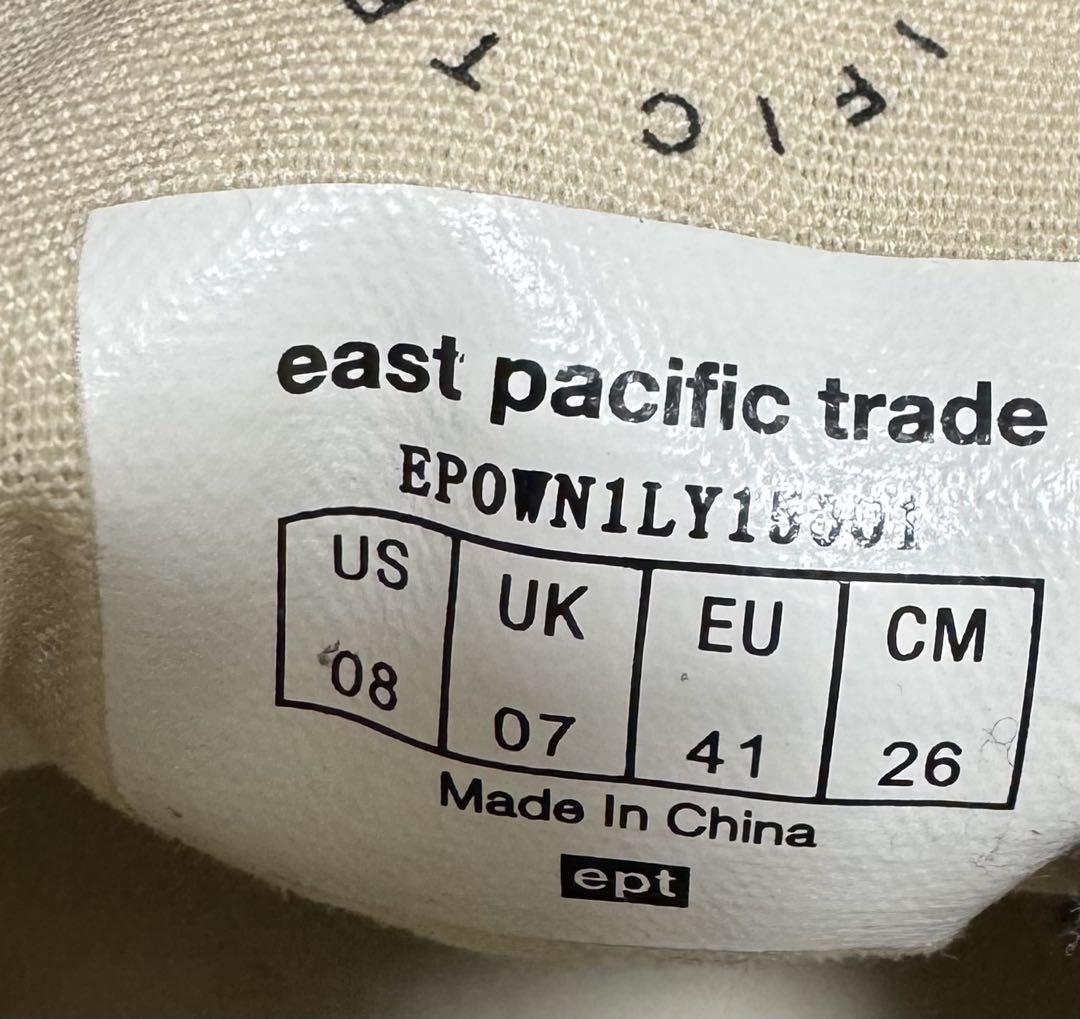 east pacific trade
US UK EU CM
08 07 41 26
Made In China
ept